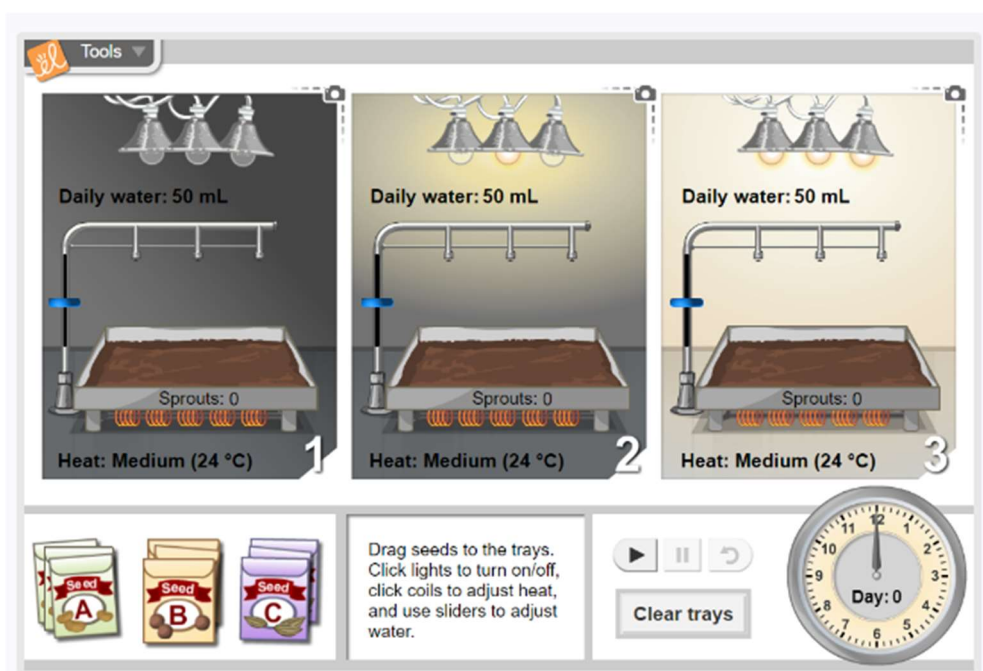 Tools
Daily water: 50 mL
Sprouts: 0
Heat: Medium (24 °C)
1
Daily water: 50 mL
Sprouts: 0
Heat: Medium (24 °C)
2
Daily water: 50 mL
Sprouts: 0
Heat: Medium (24 °C)
3
Seed
A
Seed
B
Seed
C
Drag seeds to the trays.
Click lights to turn on/off,
click coils to adjust heat,
and use sliders to adjust
water.
Clear trays
12
1
2
3
4
5
6
7
8
9
10
11
Day: 0